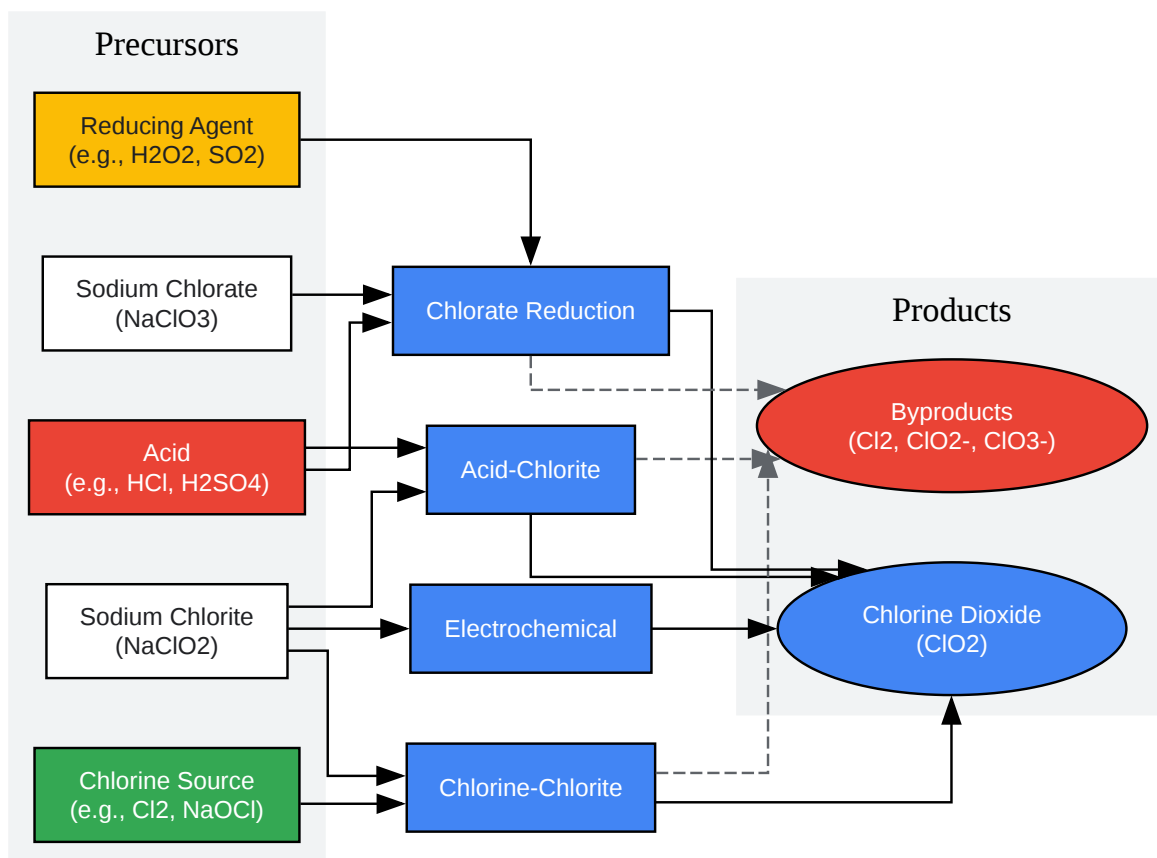 Precursors
Reducing Agent
(e.g., H2O2, SO2)
Sodium Chlorate
(NaClO3)
Chlorate Reduction
Products
Byproducts
(Cl2, ClO2-, ClO3-)
Acid
(e.g., HCl, H2SO4)
Acid-Chlorite
Sodium Chlorite
(NaClO2)
Electrochemical
Chlorine Dioxide
(ClO2)
Chlorine Source
(e.g., Cl2, NaOCl)
Chlorine-Chlorite